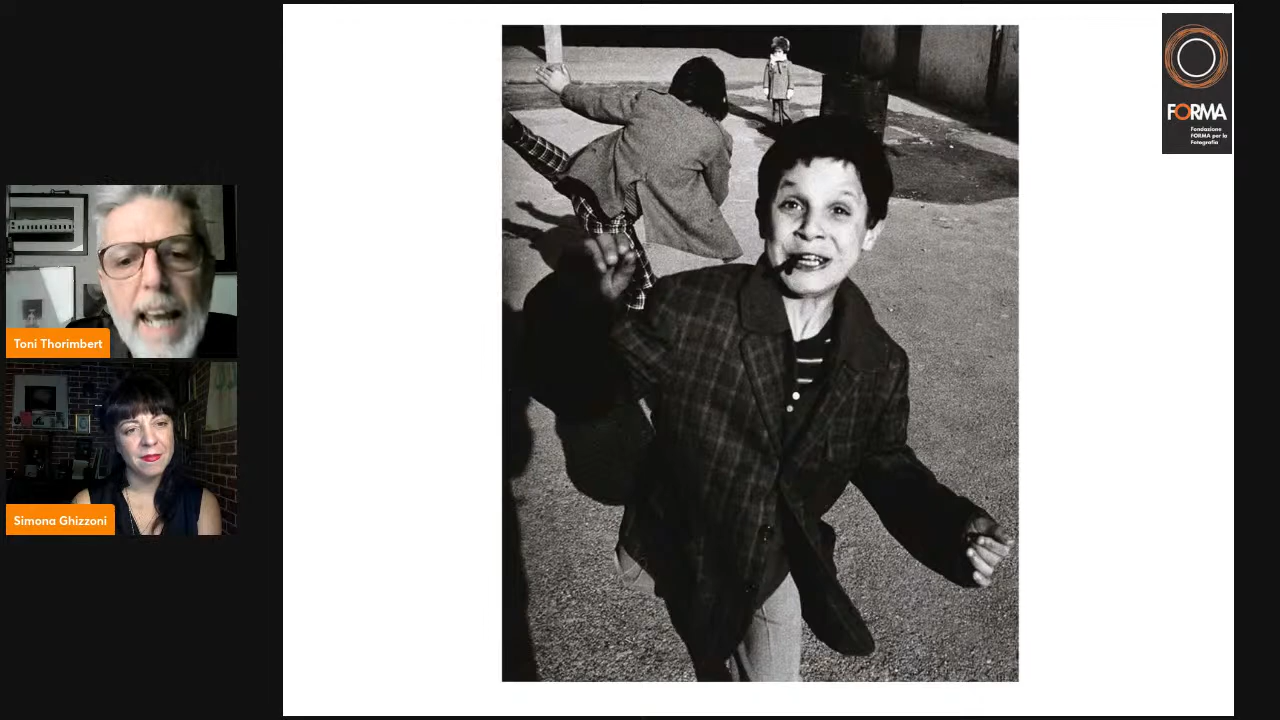 FORMA
Fondazione
FORMA per la
Fotografia
Toni Thorimbert
Simona Ghizzoni